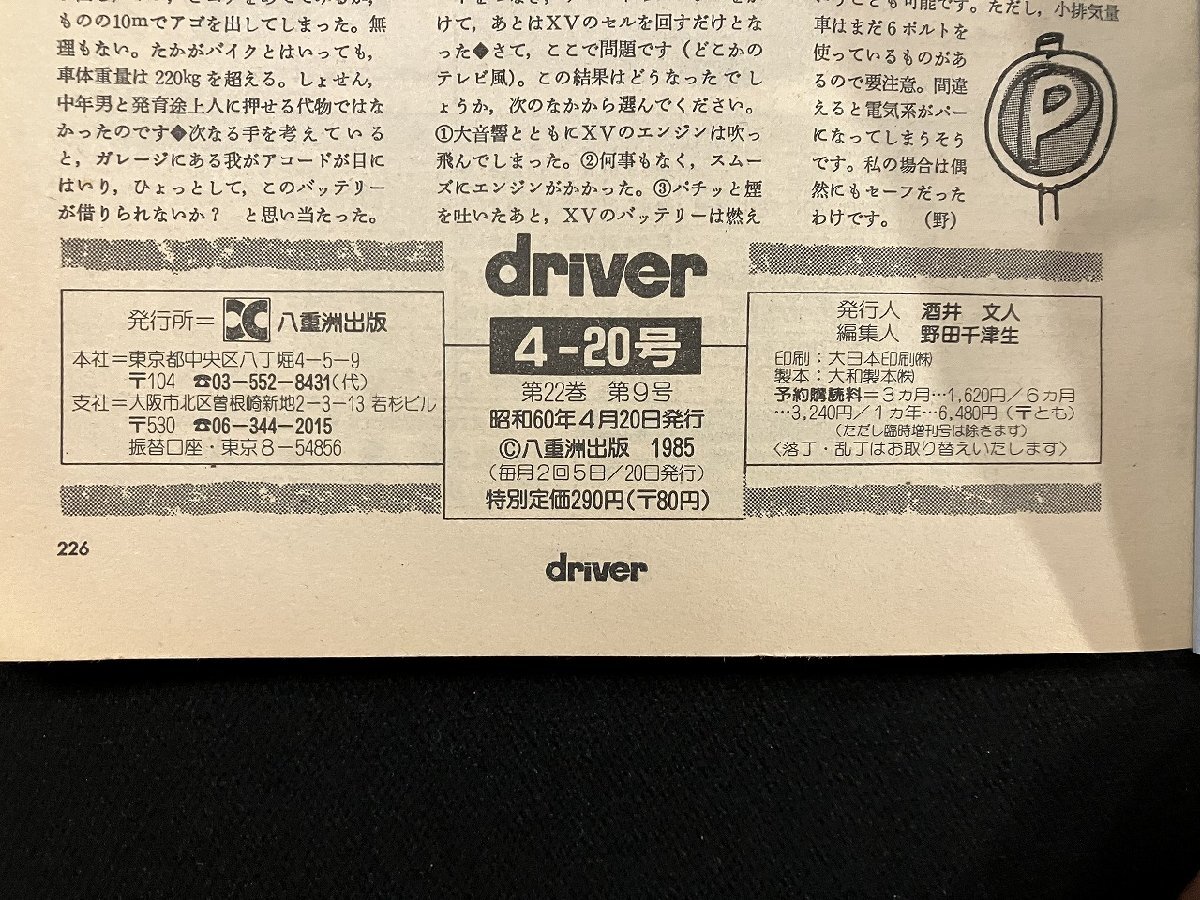 ものの10mでアゴを出してしまった。無
理もない。たかがバイクとはいっても，
車体重量は220kgを超える。しょせん，
中年男と発育途上人に押せる代物ではな
かったのです◆次なる手を考えている
と，ガレージにある我がアコードが目に
はいり，ひょっとして，このバッテリー
が借りられないか？　と思い当たった。
けて，あとはXVのセルを回すだけとな
った◆さて，ここで問題です（どこかの
テレビ風）。この結果はどうなったでし
ょうか，次のなかから選んでください。
①大音響とともにXVのエンジンは吹っ
飛んでしまった。②何事もなく，スムー
ズにエンジンがかかった。③パチッと煙
を吐いたあと，XVのバッテリーは燃え
いうことも可能です。ただし，小排気量
車はまだ6ボルトを
使っているものがあ
るので要注意。間違
えると電気系がパー
になってしまうそう
です。私の場合は偶
然にもセーフだった
わけです。　（野）
P
driver
4-20号
第22巻　第9号
昭和60年4月20日発行
©八重洲出版　1985
（毎月2回5日／20日発行）
特別定価290円（〒80円）
発行所＝ 八重洲出版
本社＝東京都中央区八丁堀4-5-9
〒104　☎03-552-8431(代)
支社＝大阪市北区曽根崎新地2-3-13 若杉ビル
〒530　☎06-344-2015
振替口座・東京8-54856
発行人　酒井　文人
編集人　野田千津生
印刷：大日本印刷㈱
製本：大和製本㈱
予約購読料＝3ヵ月…1,620円／6ヵ月
…3,240円／1ヵ年…6,480円（〒とも）
（ただし臨時増刊号は除きます）
〈落丁・乱丁はお取り替えいたします〉
226
driver